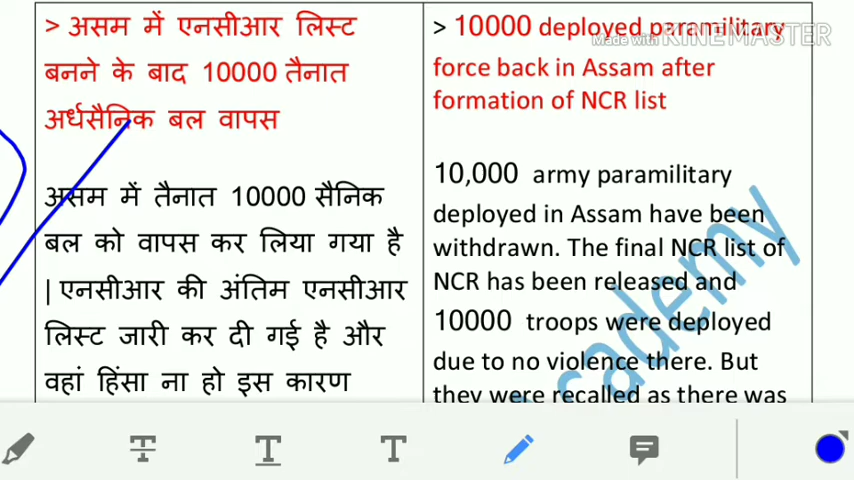 > असम में एनसीआर लिस्ट
बनने के बाद 10000 तैनात
अर्धसैनिक बल वापस
असम में तैनात 10000 सैनिक
बल को वापस कर लिया गया है
| एनसीआर की अंतिम एनसीआर
लिस्ट जारी कर दी गई है और
वहां हिंसा ना हो इस कारण
> 10000 deployed paramilitary
Made with KINEMASTER
force back in Assam after
formation of NCR list
10,000 army paramilitary
deployed in Assam have been
withdrawn. The final NCR list of
NCR has been released and
10000 troops were deployed
due to no violence there. But
they were recalled as there was
T T T